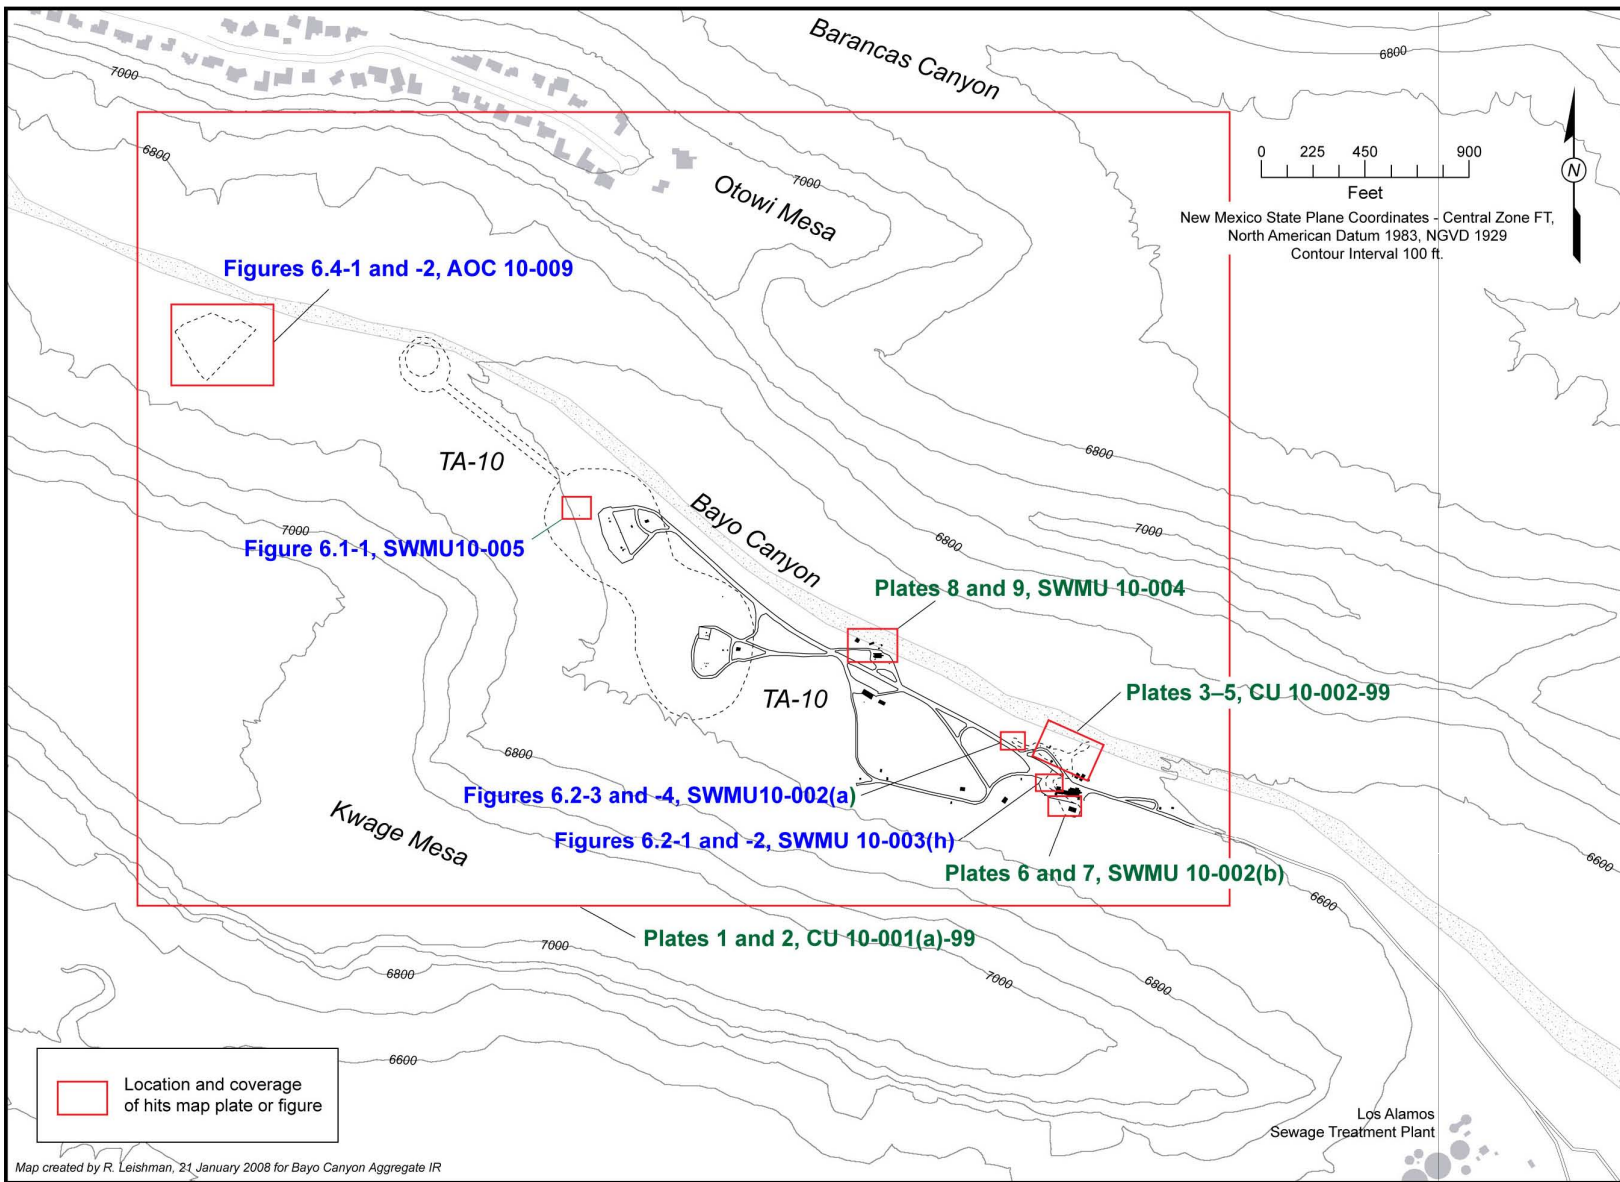 Barancas Canyon
6800
7000
0 225 450 900
Feet
N
New Mexico State Plane Coordinates - Central Zone FT,
North American Datum 1983, NGVD 1929
Contour Interval 100 ft.
6800
7000
Otowi Mesa
Figures 6.4-1 and -2, AOC 10-009
TA-10
6800
Bayo Canyon
7000
7000
6800
Figure 6.1-1, SWMU10-005
Plates 8 and 9, SWMU 10-004
TA-10
Plates 3–5, CU 10-002-99
6800
Figures 6.2-3 and -4, SWMU10-002(a)
Kwage Mesa
Figures 6.2-1 and -2, SWMU 10-003(h)
6600
Plates 6 and 7, SWMU 10-002(b)
6600
Plates 1 and 2, CU 10-001(a)-99
7000
6800
7000
6800
6600
Location and coverage
of hits map plate or figure
Los Alamos
Sewage Treatment Plant
Map created by R. Leishman, 21 January 2008 for Bayo Canyon Aggregate IR